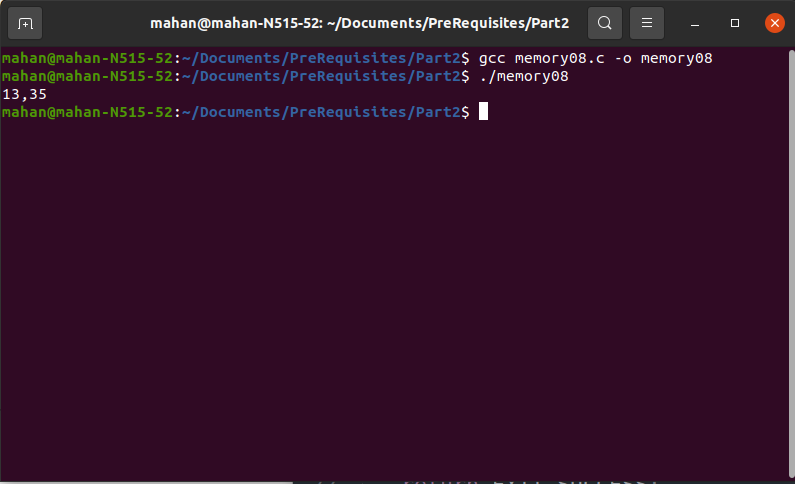 mahan@mahan-N515-52: ~/Documents/PreRequisites/Part2
mahan@mahan-N515-52:~/Documents/PreRequisites/Part2$ gcc memory08.c -o memory08
mahan@mahan-N515-52:~/Documents/PreRequisites/Part2$ ./memory08
13,35
mahan@mahan-N515-52:~/Documents/PreRequisites/Part2$